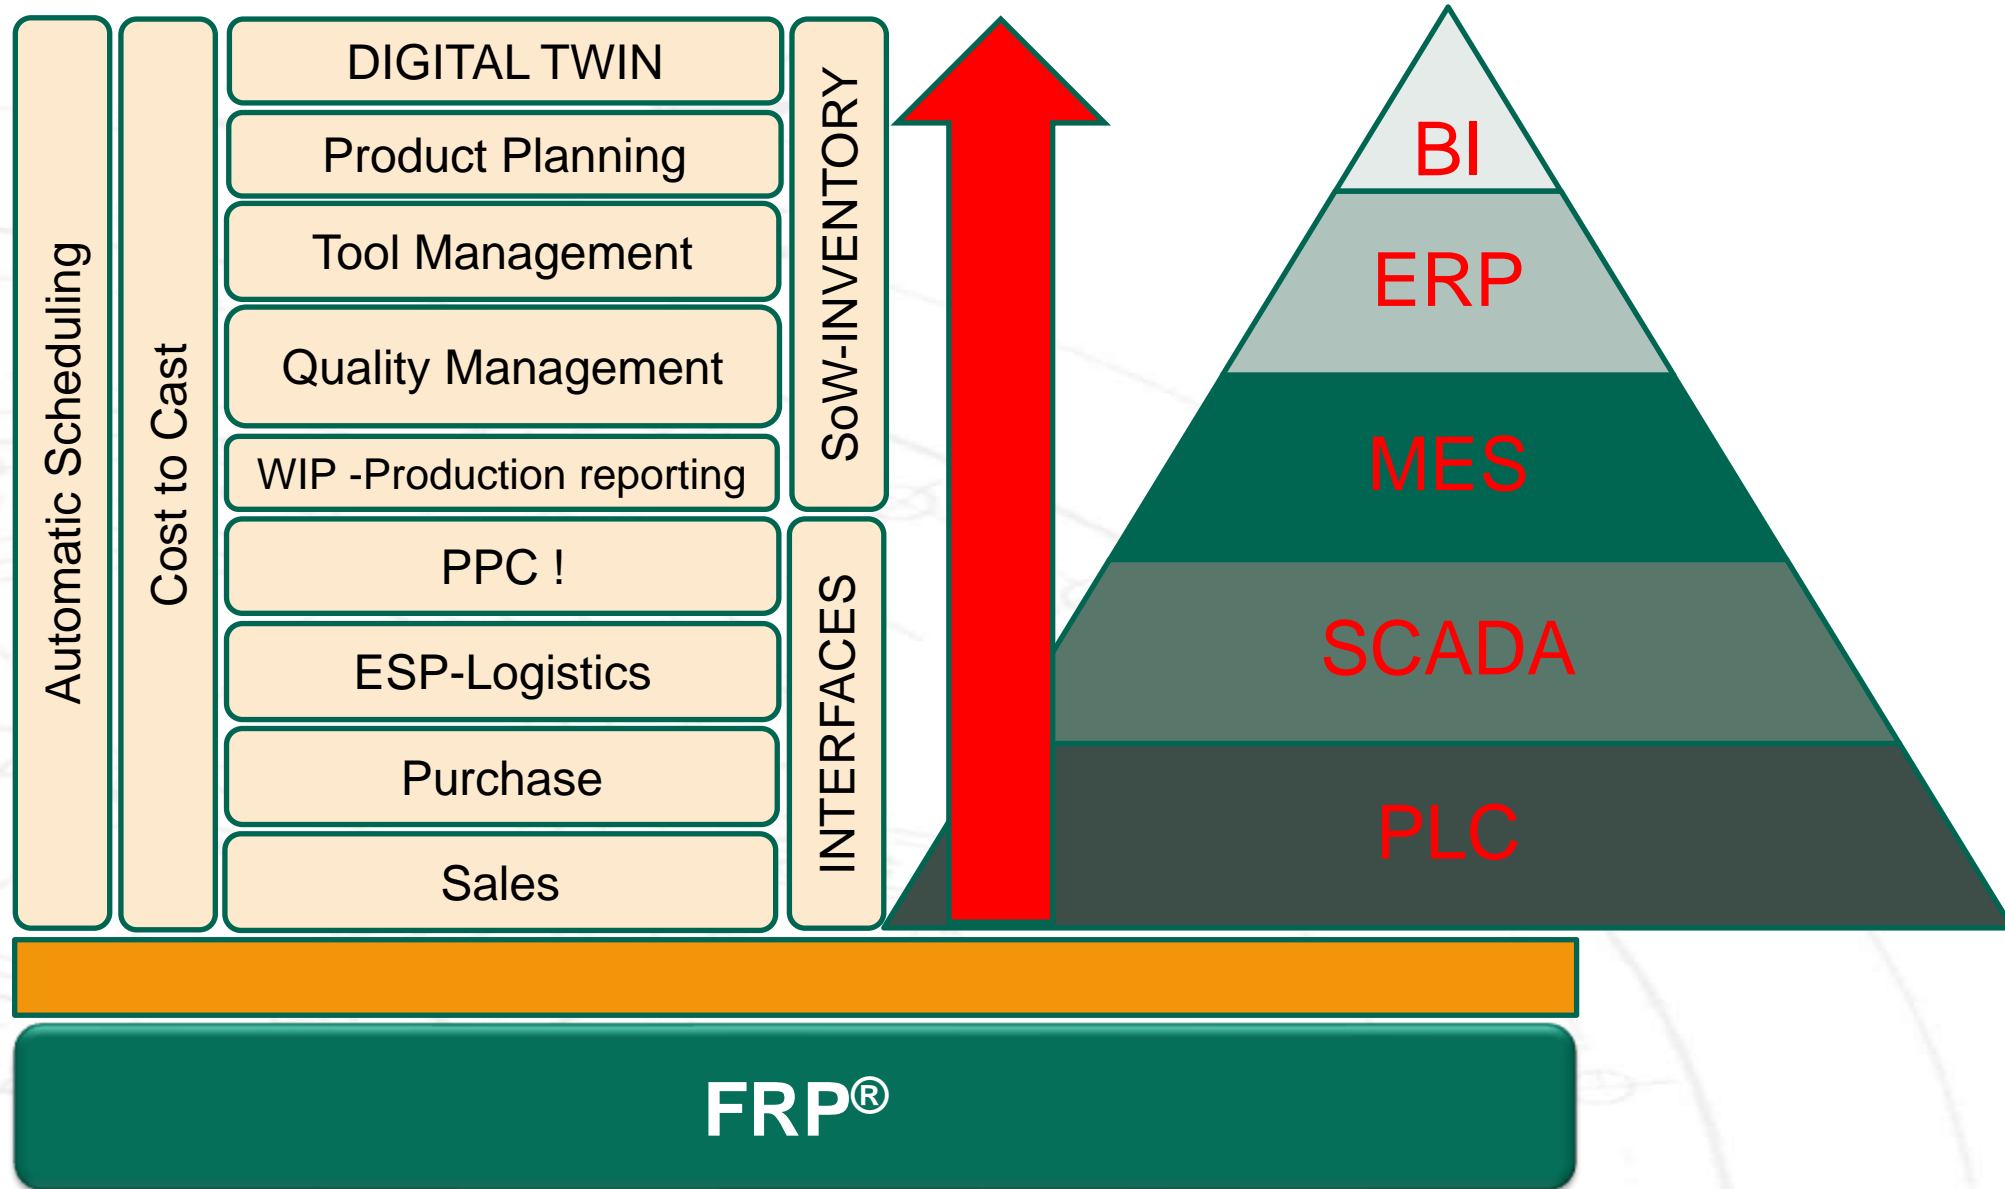 Automatic Scheduling
Cost to Cast
DIGITAL TWIN
Product Planning
Tool Management
Quality Management
WIP -Production reporting
PPC !
ESP-Logistics
Purchase
Sales
SoW-INVENTORY
INTERFACES
BI
ERP
MES
SCADA
PLC
FRP®